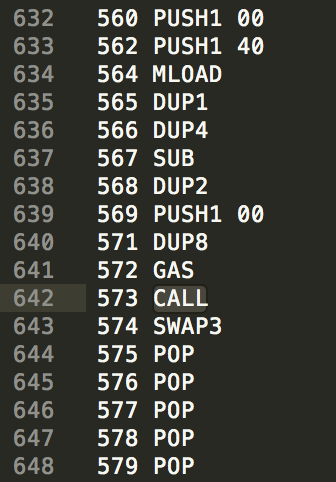 632 560 PUSH1 00
633 562 PUSH1 40
634 564 MLOAD
635 565 DUP1
636 566 DUP4
637 567 SUB
638 568 DUP2
639 569 PUSH1 00
640 571 DUP8
641 572 GAS
642 573 CALL
643 574 SWAP3
644 575 POP
645 576 POP
646 577 POP
647 578 POP
648 579 POP